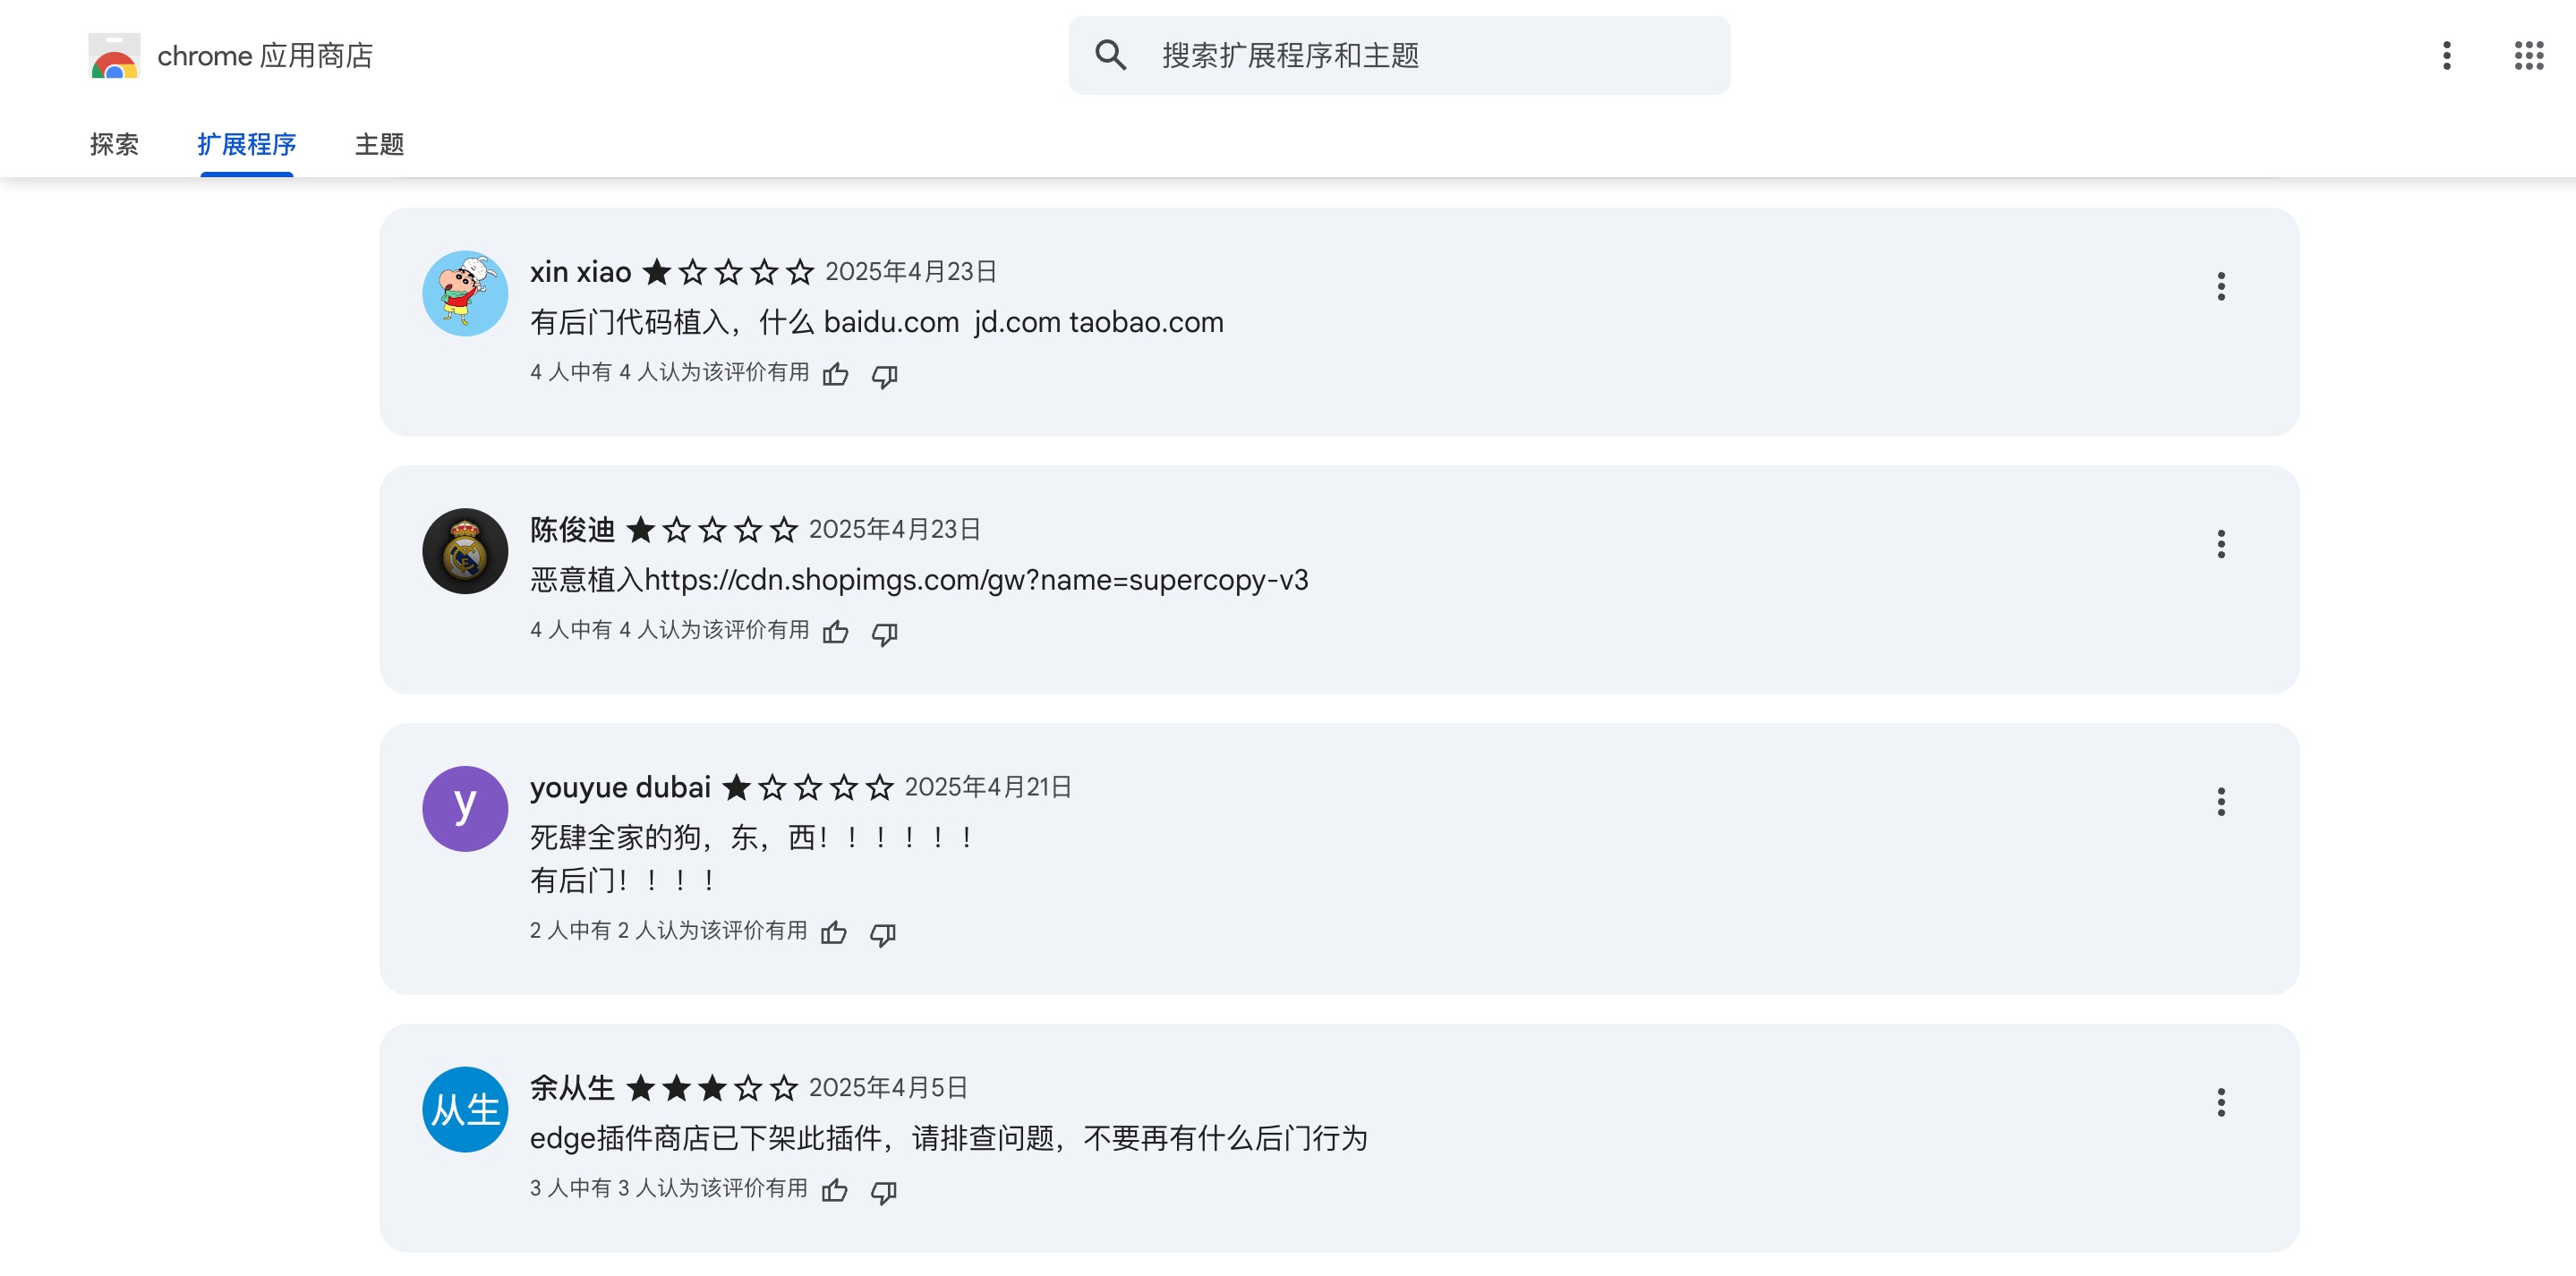 chrome 应用商店
搜索扩展程序和主题
探索
扩展程序
主题
xin xiao 2025年4月23日
有后门代码植入，什么 baidu.com  jd.com taobao.com
4 人中有 4 人认为该评价有用
陈俊迪 2025年4月23日
恶意植入https://cdn.shopimgs.com/gw?name=supercopy-v3
4 人中有 4 人认为该评价有用
y
youyue dubai 2025年4月21日
死肆全家的狗，东，西！！！！！！
有后门！！！！
2 人中有 2 人认为该评价有用
从生
余从生 2025年4月5日
edge插件商店已下架此插件，请排查问题，不要再有什么后门行为
3 人中有 3 人认为该评价有用